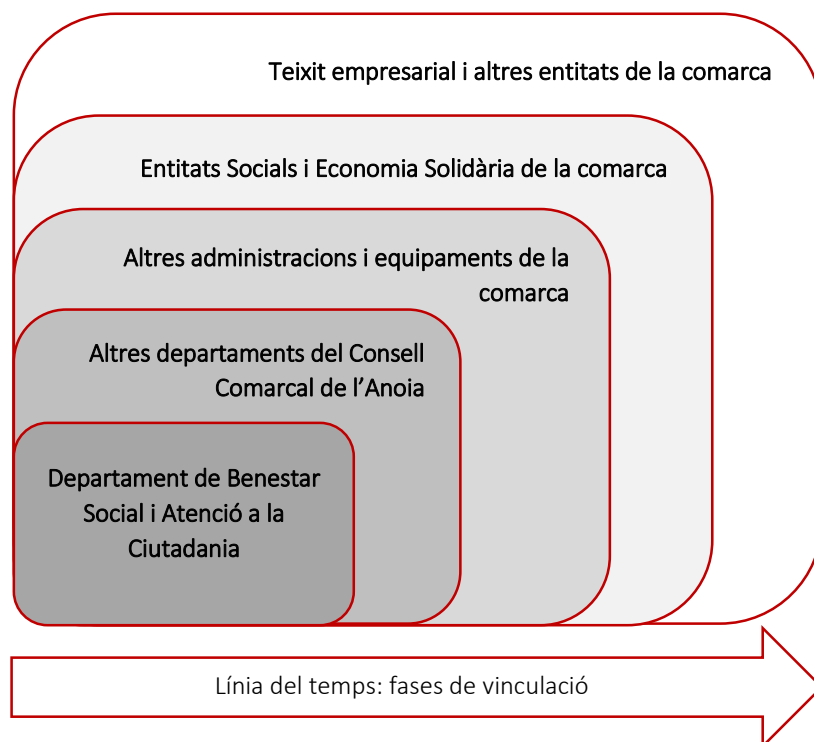 Teixit empresarial i altres entitats de la comarca
Entitats Socials i Economia Solidària de la comarca
Altres administracions i equipaments de la
comarca
Altres departaments del Consell
Comarcal de l’Anoia
Departament de Benestar
Social i Atenció a la
Ciutadania
Línia del temps: fases de vinculació